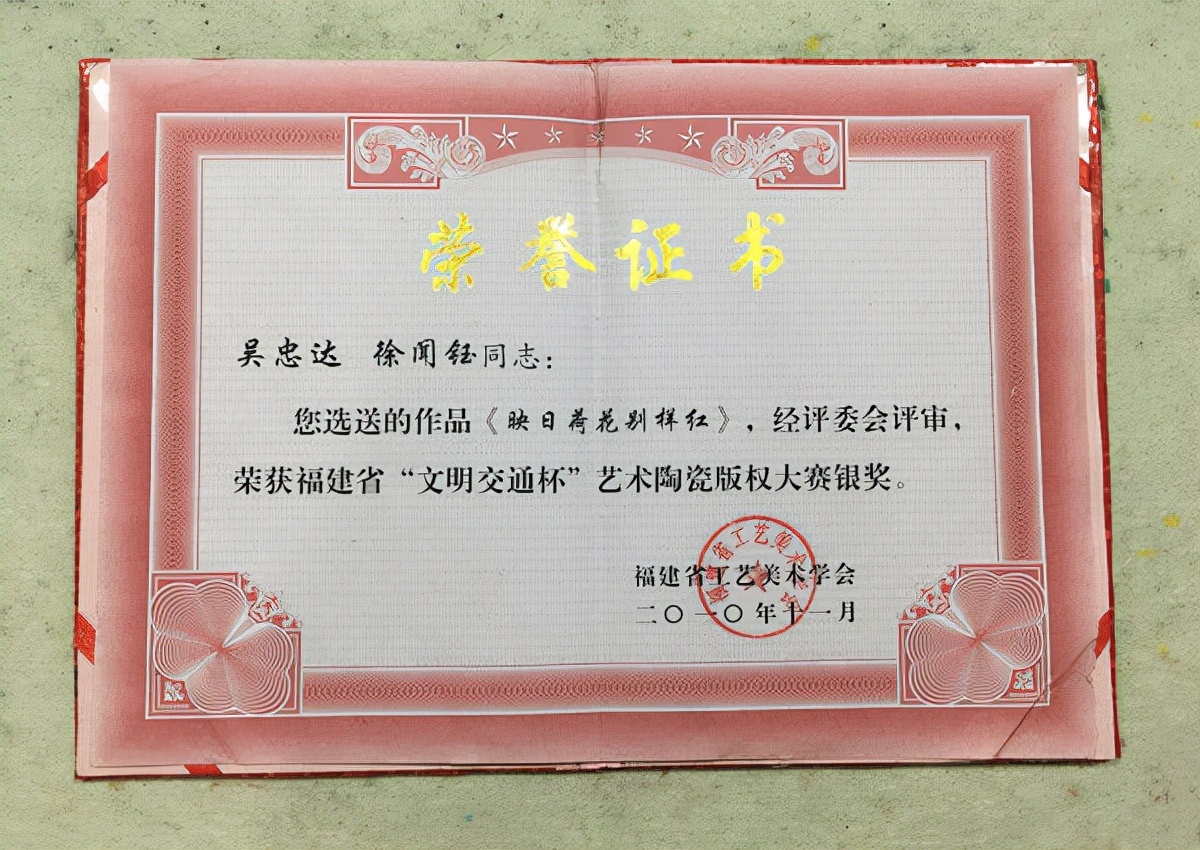 荣誉证书
吴忠达 徐闻钰同志：
您选送的作品《映日荷花别样红》，经评委会评审，
荣获福建省“文明交通杯”艺术陶瓷版权大赛银奖。
福建省工艺美术学会
二〇一〇年十一月